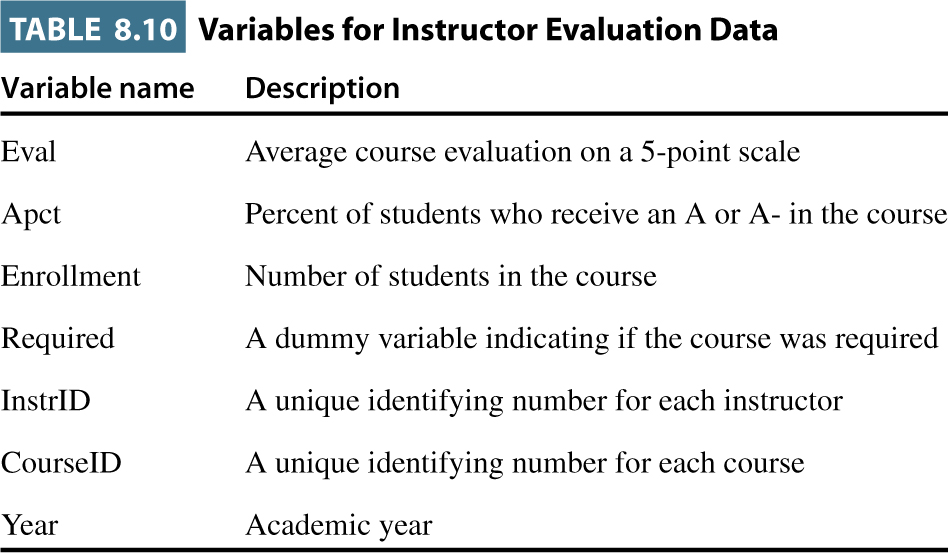 TABLE 8.10 Variables for Instructor Evaluation Data
Variable name Description
Eval Average course evaluation on a 5-point scale
Apct Percent of students who receive an A or A- in the course
Enrollment Number of students in the course
Required A dummy variable indicating if the course was required
InstrID A unique identifying number for each instructor
CourseID A unique identifying number for each course
Year Academic year